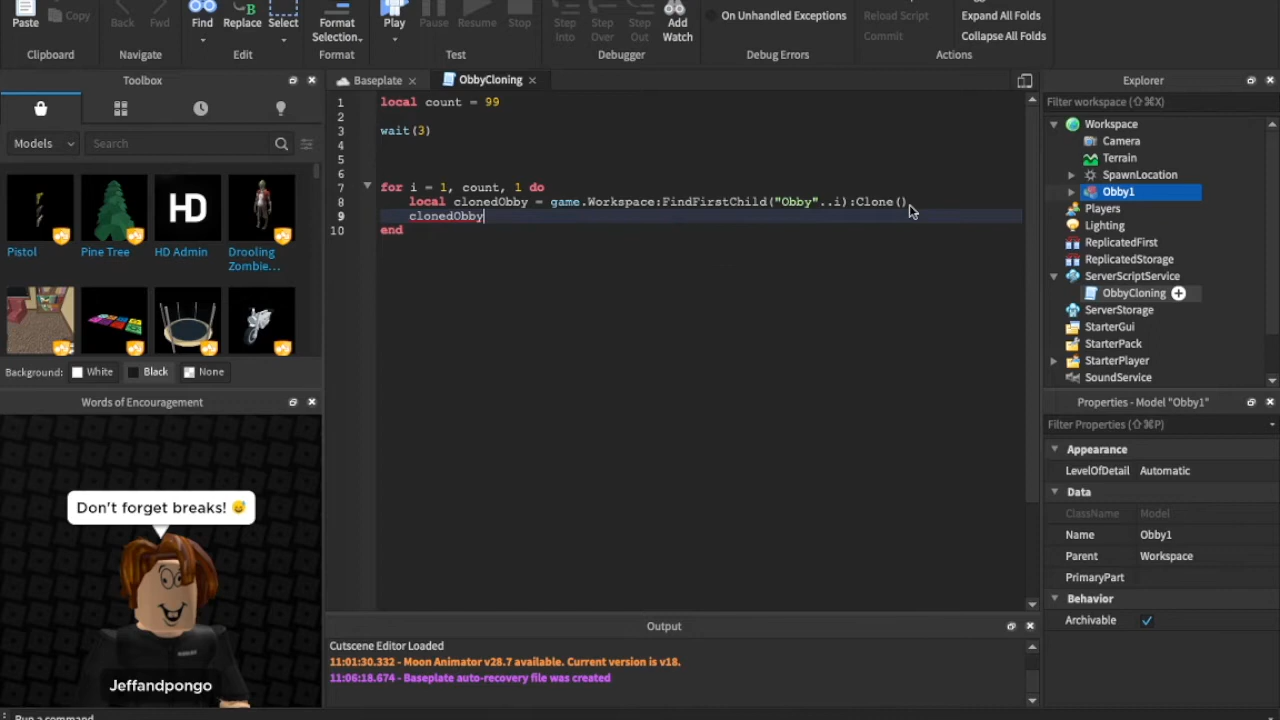 Paste
Copy
Back
Fwd
Find
Replace
Select
Format
Selection
Play
Pause
Resume
Stop
Step
Into
Step
Over
Step
Out
Add
Watch
On Unhandled Exceptions
Reload Script
Commit
Expand All Folds
Collapse All Folds
Clipboard
Navigate
Edit
Format
Test
Debugger
Debug Errors
Actions
Toolbox
Models
Search
Pistol
Pine Tree
HD Admin
Drooling
Zombie...
HD
Background:
White
Black
None
Words of Encouragement
Don't forget breaks! 😅
Jeffandpongo
Baseplate
ObbyCloning
1 local count = 99
2
3 wait(3)
4
5
6
7 for i = 1, count, 1 do
8 local clonedObby = game.Workspace:FindFirstChild("Obby"..i):Clone()
9 clonedObby
10 end
Output
Cutscene Editor Loaded
11:01:30.332 - Moon Animator v28.7 available. Current version is v18.
11:06:18.674 - Baseplate auto-recovery file was created
Explorer
Filter workspace (⇧⌘X)
Workspace
Camera
Terrain
SpawnLocation
Obby1
Players
Lighting
ReplicatedFirst
ReplicatedStorage
ServerScriptService
ObbyCloning
ServerStorage
StarterGui
StarterPack
StarterPlayer
SoundService
Properties - Model "Obby1"
Filter Properties (⇧⌘P)
Appearance
LevelOfDetail Automatic
Data
ClassName Model
Name Obby1
Parent Workspace
PrimaryPart
Behavior
Archivable
Run a command